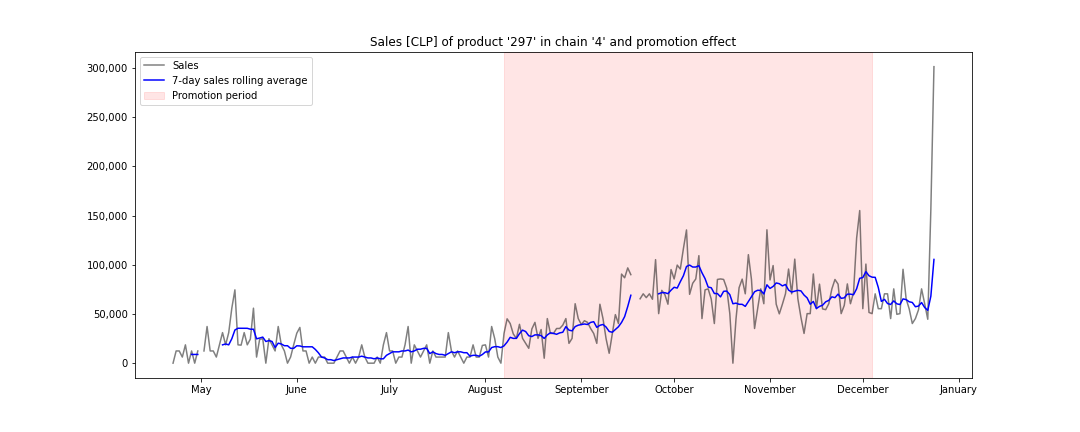 Sales [CLP] of product '297' in chain '4' and promotion effect
Sales
7-day sales rolling average
Promotion period
300,000
250,000
200,000
150,000
100,000
50,000
0
May June July August September October November December January